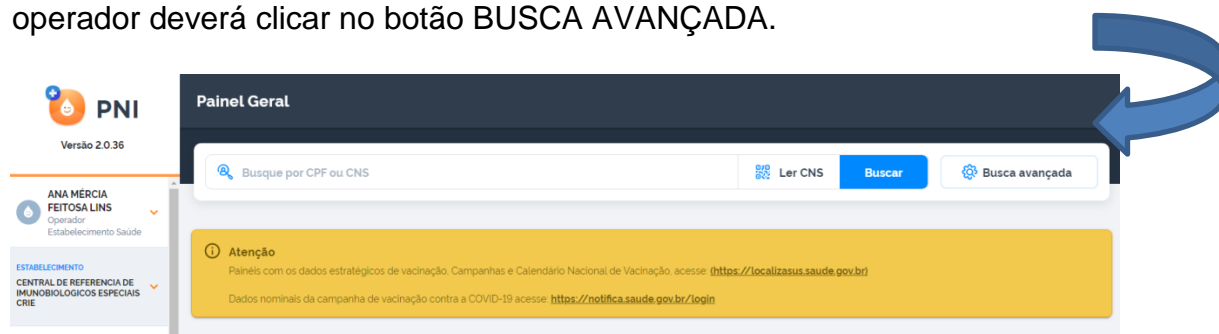 operador deverá clicar no botão BUSCA AVANÇADA.
PNI
Versão 2.0.36
ANA MÉRCIA
FEITOSA LINS
Operador
Estabelecimento Saúde
ESTABELECIMENTO
CENTRAL DE REFERENCIA DE
IMUNOBIOLOGICOS ESPECIAIS
CRIE
Painel Geral
Busque por CPF ou CNS
Ler CNS
Buscar
Busca avançada
Atenção
Painéis com os dados estratégicos de vacinação, Campanhas e Calendário Nacional de Vacinação, acesse: (https://localizasus.saude.gov.br)
Dados nominais da campanha de vacinação contra a COVID-19 acesse: https://notifica.saude.gov.br/login